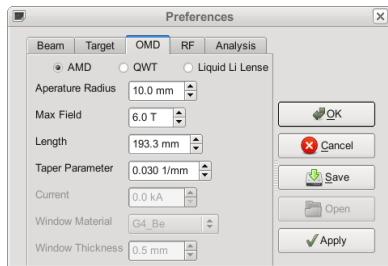 Preferences
Beam Target OMD RF Analysis
AMD QWT Liquid Li Lense
Aperature Radius 10.0 mm
Max Field 6.0 T
OK
Length 193.3 mm
Cancel
Taper Parameter 0.030 1/mm
Save
Current 0.0 kA
Open
Window Material G4_Be
Window Thickness 0.5 mm
Apply